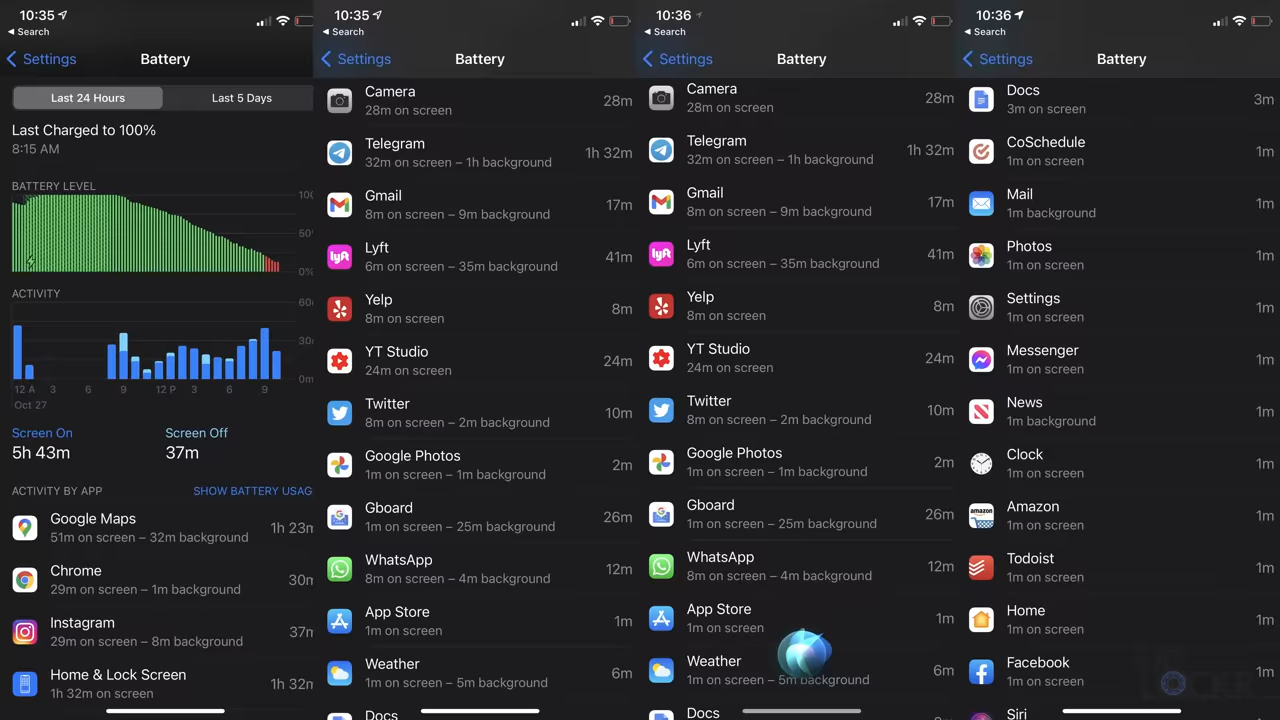 10:35
Search
Settings
Battery
Last 24 Hours
Last 5 Days
Last Charged to 100%
8:15 AM
BATTERY LEVEL
50
0%
ACTIVITY
60
30
0m
12 A 3 6 9 12 P 3 6 9
Oct 27
Screen On
5h 43m
Screen Off
37m
ACTIVITY BY APP
SHOW BATTERY USAG
Google Maps
51m on screen – 32m background
1h 23m
Chrome
29m on screen – 1m background
30m
Instagram
29m on screen – 8m background
37m
Home & Lock Screen
1h 32m on screen
1h 32m
10:35
Search
Settings
Battery
Camera
28m on screen
28m
Telegram
32m on screen – 1h background
1h 32m
Gmail
8m on screen – 9m background
17m
lyft
Lyft
6m on screen – 35m background
41m
Yelp
8m on screen
8m
YT Studio
24m on screen
24m
Twitter
8m on screen – 2m background
10m
Google Photos
1m on screen – 1m background
2m
Gboard
1m on screen – 25m background
26m
WhatsApp
8m on screen – 4m background
12m
App Store
1m on screen
1m
Weather
1m on screen – 5m background
6m
Docs
10:36
Search
Settings
Battery
Camera
28m on screen
28m
Telegram
32m on screen – 1h background
1h 32m
Gmail
8m on screen – 9m background
17m
lyft
Lyft
6m on screen – 35m background
41m
Yelp
8m on screen
8m
YT Studio
24m on screen
24m
Twitter
8m on screen – 2m background
10m
Google Photos
1m on screen – 1m background
2m
Gboard
1m on screen – 25m background
26m
WhatsApp
8m on screen – 4m background
12m
App Store
1m on screen
1m
Weather
1m on screen – 5m background
6m
Docs
10:36
Search
Settings
Battery
Docs
3m on screen
3m
CoSchedule
1m on screen
1m
Mail
1m background
1m
Photos
1m on screen
1m
Settings
1m on screen
1m
Messenger
1m on screen
1m
News
1m background
1m
Clock
1m on screen
1m
amazon
Amazon
1m on screen
1m
Todoist
1m on screen
1m
Home
1m on screen
1m
Facebook
1m on screen
1m
Siri